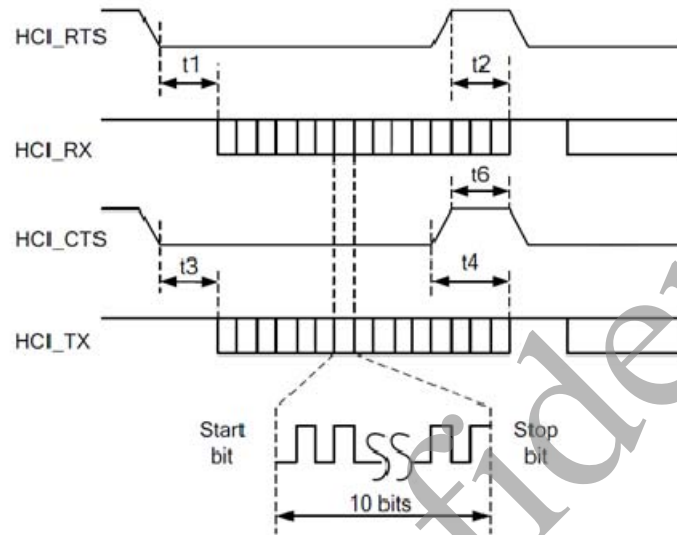 HCI_RTS
t1
t2
HCI_RX
t6
HCI_CTS
t3
t4
HCI_TX
Start
bit
Stop
bit
10 bits